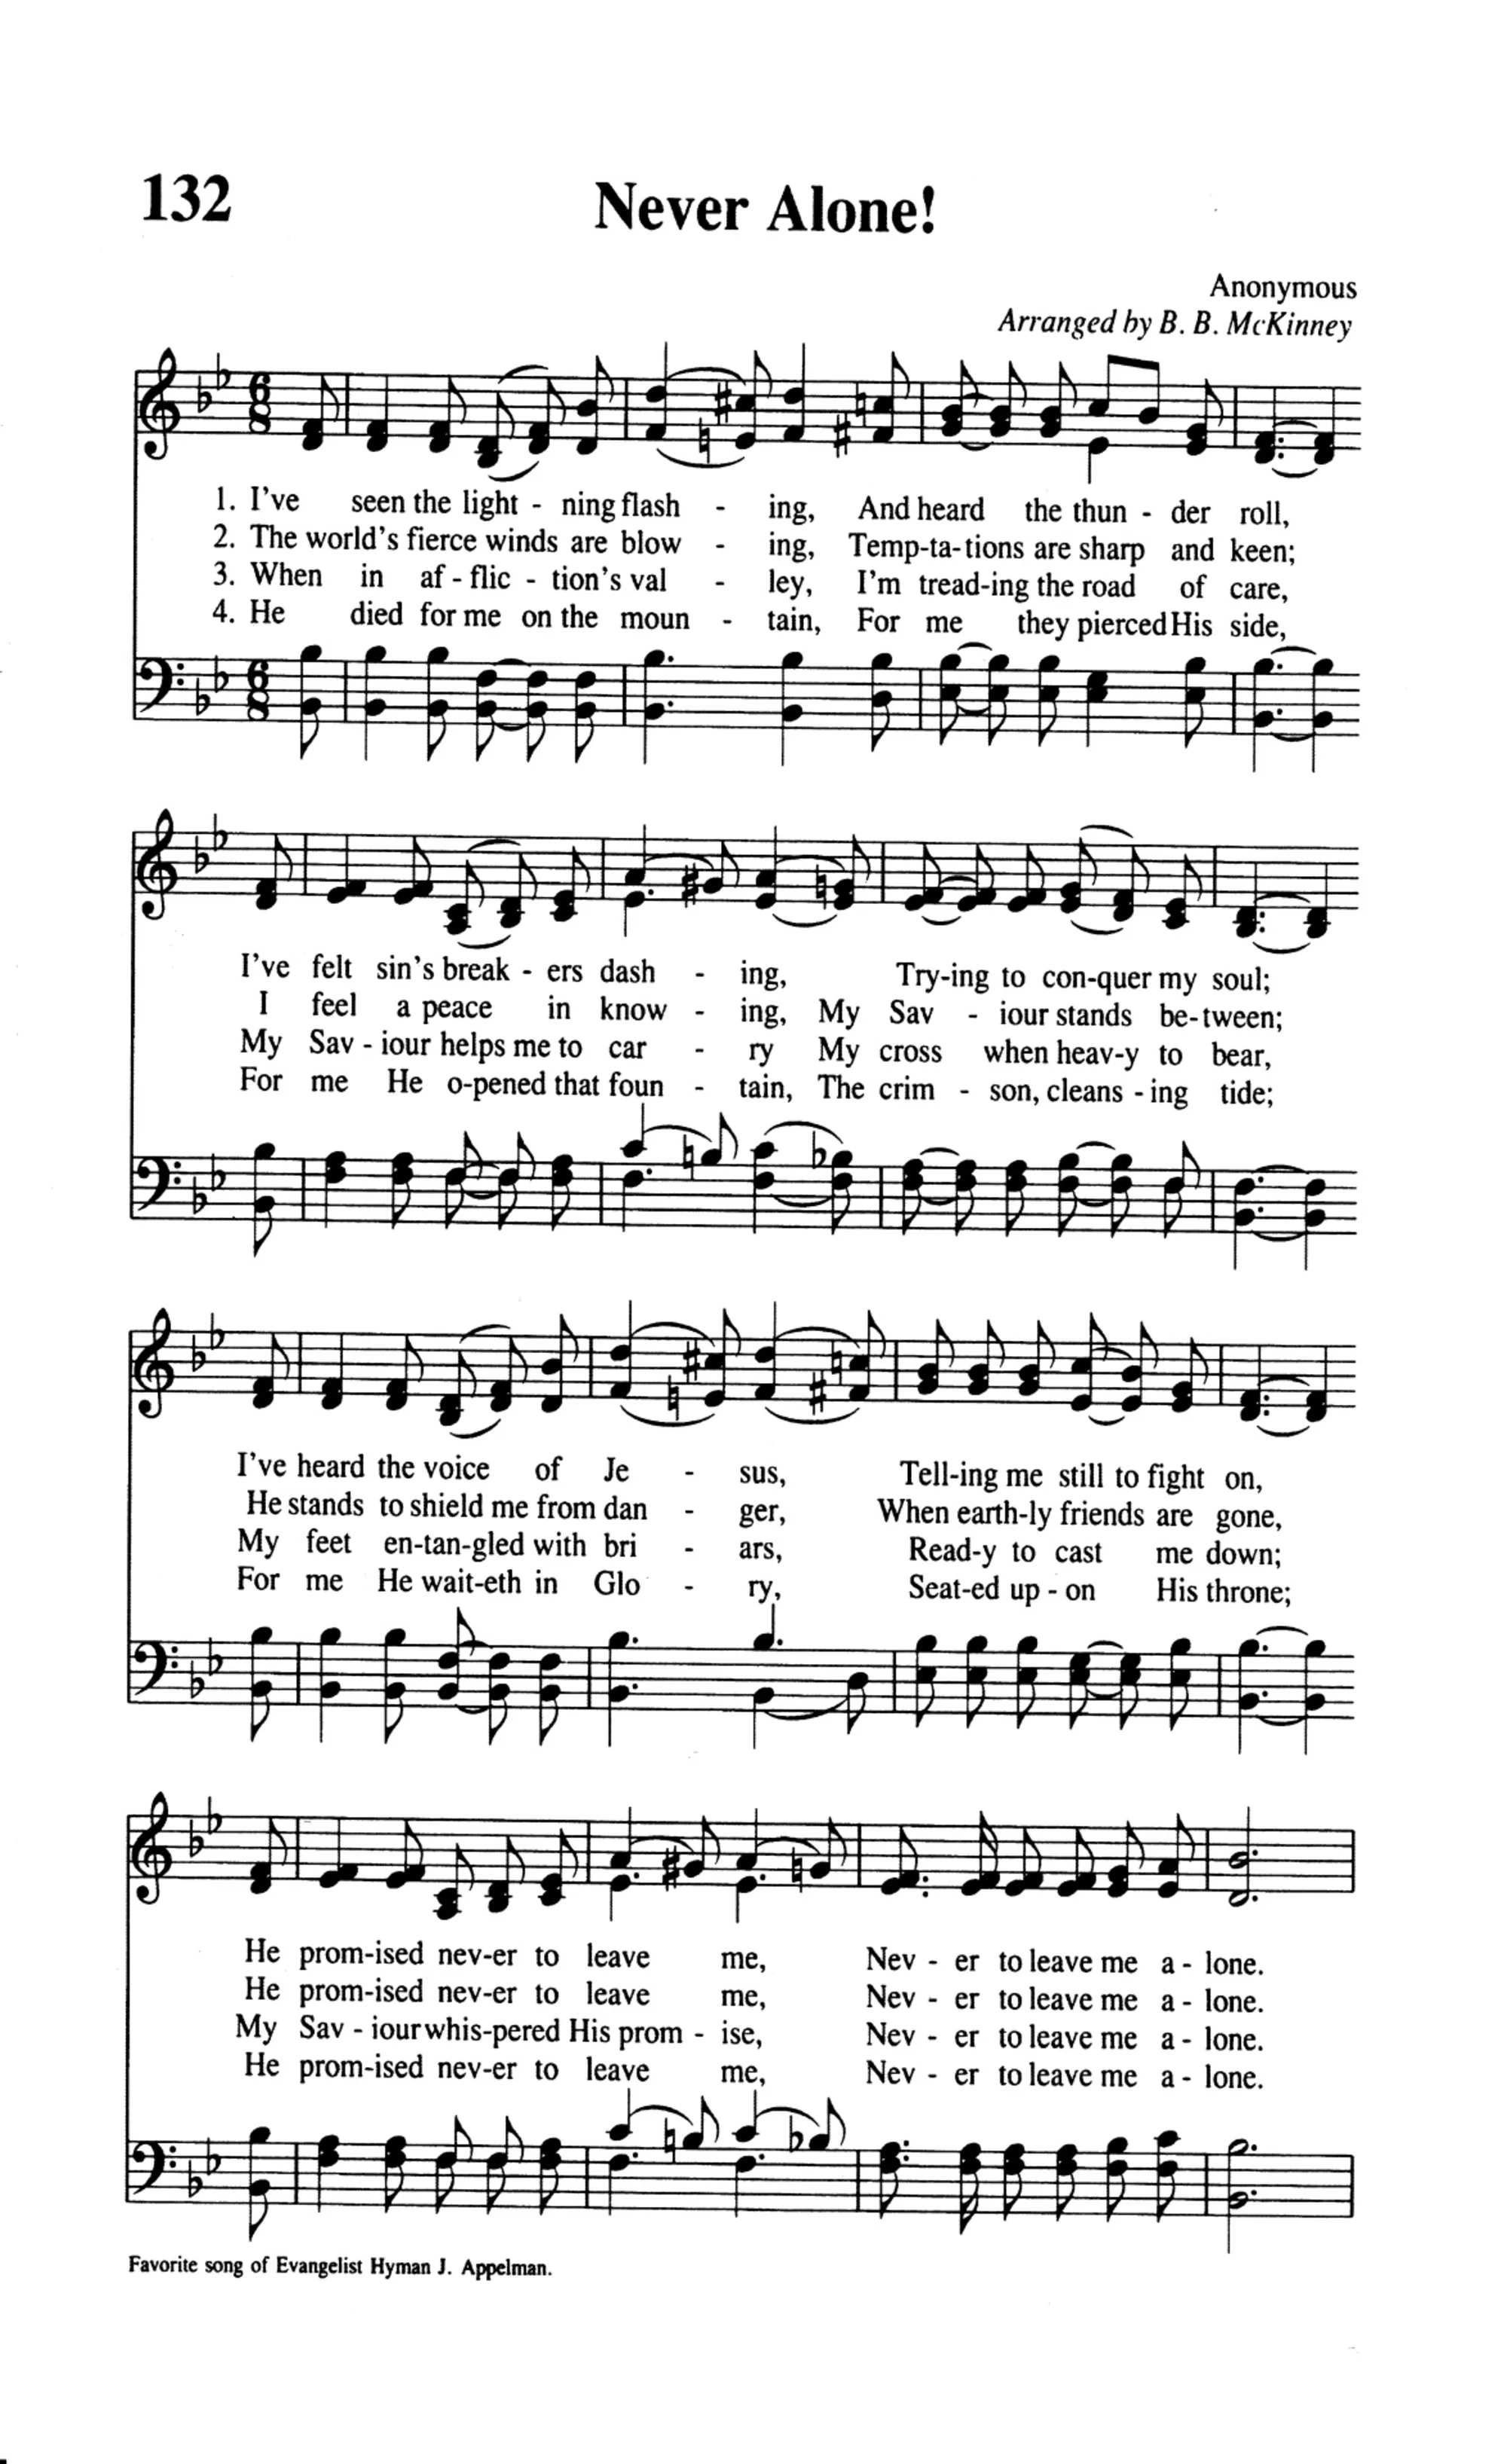 132
Never Alone!
Anonymous
Arranged by B. B. McKinney
1. I've seen the light - ning flash - ing, And heard the thun - der roll,
2. The world's fierce winds are blow - ing, Temp-ta-tions are sharp and keen;
3. When in af - flic - tion's val - ley, I'm tread-ing the road of care,
4. He died for me on the moun - tain, For me they pierced His side,
I've felt sin's break - ers dash - ing, Try-ing to con-quer my soul;
I feel a peace in know - ing, My Sav - iour stands be-tween;
My Sav - iour helps me to car - ry My cross when heav-y to bear,
For me He o-pened that foun - tain, The crim - son, cleans - ing tide;
I've heard the voice of Je - sus, Tell-ing me still to fight on,
He stands to shield me from dan - ger, When earth-ly friends are gone,
My feet en-tan-gled with bri - ars, Read-y to cast me down;
For me He wait-eth in Glo - ry, Seat-ed up - on His throne;
He prom-ised nev-er to leave me, Nev - er to leave me a - lone.
He prom-ised nev-er to leave me, Nev - er to leave me a - lone.
My Sav - iour whis-pered His prom - ise, Nev - er to leave me a - lone.
He prom-ised nev-er to leave me, Nev - er to leave me a - lone.
Favorite song of Evangelist Hyman J. Appelman.